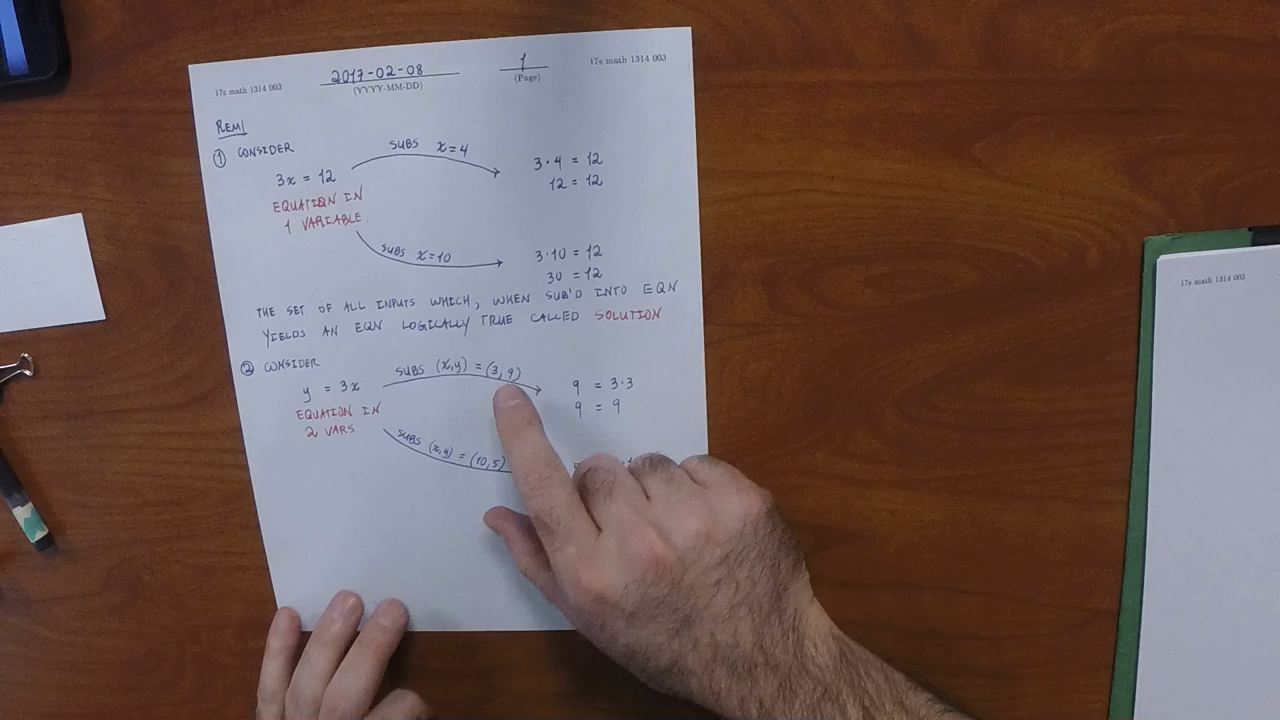 17s math 1314 003
2017-02-08
(YYYY-MM-DD)
1
(Page)
17s math 1314 003
REM
① CONSIDER
3x = 12
EQUATION IN
1 VARIABLE.
SUBS x=4
3·4 = 12
12 = 12
SUBS x=10
3·10 = 12
30 = 12
THE SET OF ALL INPUTS WHICH, WHEN SUB'D INTO EQN
YIELDS AN EQN LOGICALLY TRUE CALLED SOLUTION
② CONSIDER
y = 3x
EQUATION IN
2 VARS
SUBS (x,y) = (3,9)
9 = 3·3
9 = 9
SUBS (x,y) = (10,5)
17s math 1314 003